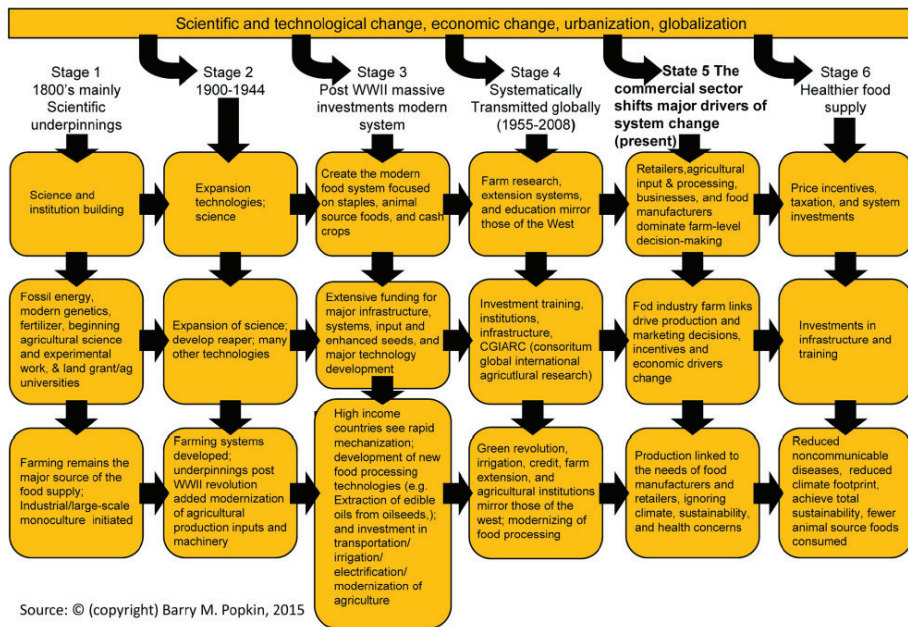 Scientific and technological change, economic change, urbanization, globalization
Stage 1
1800's mainly
Scientific
underpinnings
Stage 2
1900-1944
Stage 3
Post WWII massive
investments modern
system
Stage 4
Systematically
Transmitted globally
(1955-2008)
State 5 The
commercial sector
shifts major drivers of
system change
(present)
Stage 6
Healthier food
supply
Science and
institution building
Expansion
technologies;
science
Create the modern
food system focused
on staples, animal
source foods, and cash
crops
Farm research,
extension systems,
and education mirror
those of the West
Retailers,agricultural
input & processing,
businesses, and food
manufacturers
dominate farm-level
decision-making
Price incentives,
taxation, and system
investments
Fossil energy,
modern genetics,
fertilizer, beginning
agricultural science
and experimental
work, & land grant/ag
universities
Expansion of science;
develop reaper; many
other technologies
Extensive funding for
major infrastructure,
systems, input and
enhanced seeds, and
major technology
development
Investment training,
institutions,
infrastructure,
CGIARC (consoritum
global international
agricutlural research)
Fod industry farm links
drive production and
marketing decisions,
incentives and
economic drivers
change
Investments in
infrastructure and
training
Farming remains the
major source of the
food supply;
Industrial/large-scale
monoculture initiated
Farming systems
developed;
underpinnings post
WWII revolution
added modernization
of agricultural
production inputs and
machinery
High income
countries see rapid
mechanization;
development of new
food processing
technologies (e.g.
Extraction of edible
oils from oilseeds,);
and investment in
transportation/
irrigation/
electrification/
modernization of
agriculture
Green revolution,
irrigation, credit, farm
extension, and
agricultural institutions
mirror those of the
west; modernizing of
food processing
Production linked to
the needs of food
manufacturers and
retailers, ignoring
climate, sustainability,
and health concerns
Reduced
noncommunicable
diseases, reduced
climate footprint,
achieve total
sustainability, fewer
animal source foods
consumed
Source: © (copyright) Barry M. Popkin, 2015